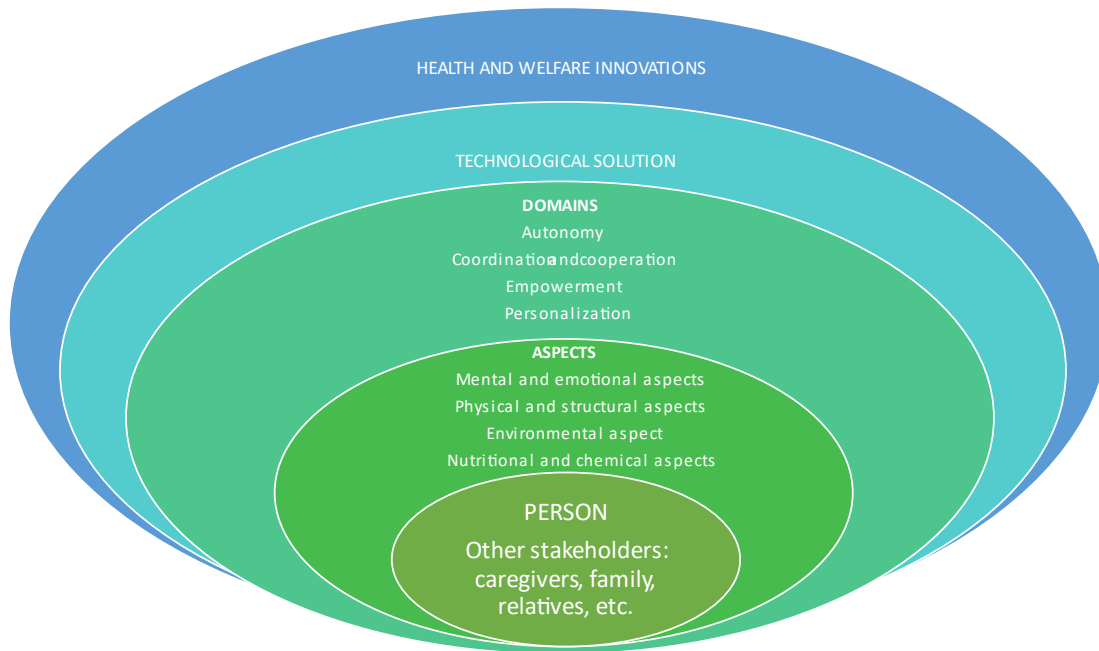 HEALTH AND WELFARE INNOVATIONS
TECHNOLOGICAL SOLUTION
DOMAINS
Autonomy
Coordinationandcooperation
Empowerment
Personalization
ASPECTS
Mental and emotional aspects
Physical and structural aspects
Environmental aspect
Nutritional and chemical aspects
PERSON
Other stakeholders:
caregivers, family,
relatives, etc.